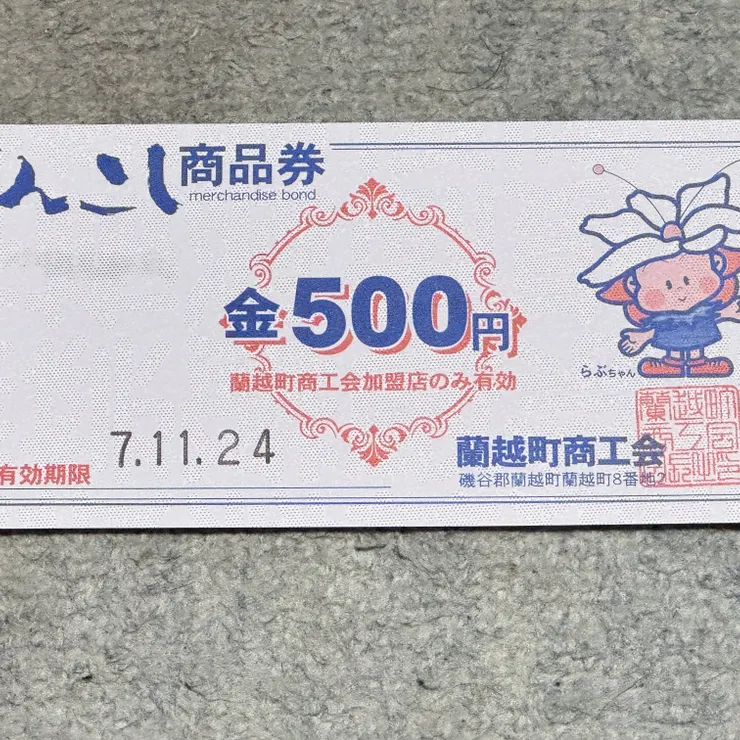 んこし商品券
merchandise bond
金500円
蘭越町商工会加盟店のみ有効
らぶちゃん
有効期限 7.11.24
蘭越町商工会
磯谷郡蘭越町蘭越町8番地2